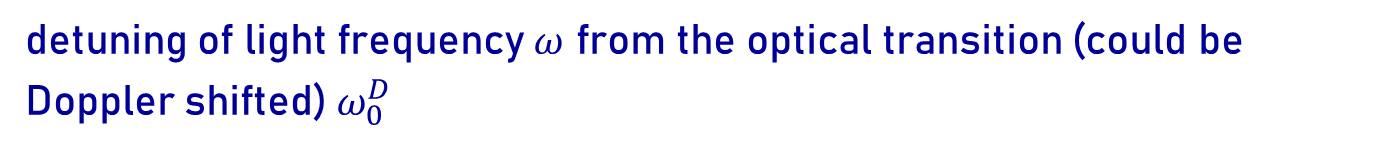 detuning of light frequency ω from the optical transition (could be
Doppler shifted) ω₀ᴰ